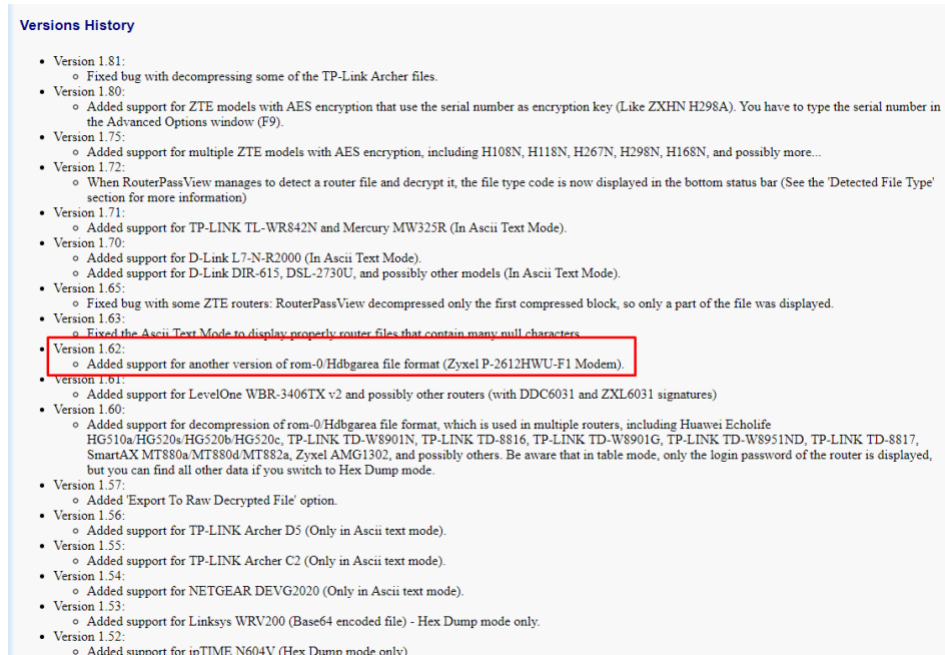 Versions History
Version 1.81:
Fixed bug with decompressing some of the TP-Link Archer files.
Version 1.80:
Added support for ZTE models with AES encryption that use the serial number as encryption key (Like ZXHN H298A). You have to type the serial number in
the Advanced Options window (F9).
Version 1.75:
Added support for multiple ZTE models with AES encryption, including H108N, H118N, H267N, H298N, H168N, and possibly more...
Version 1.72:
When RouterPassView manages to detect a router file and decrypt it, the file type code is now displayed in the bottom status bar (See the 'Detected File Type'
section for more information)
Version 1.71:
Added support for TP-LINK TL-WR842N and Mercury MW325R (In Ascii Text Mode).
Version 1.70:
Added support for D-Link L7-N-R2000 (In Ascii Text Mode).
Added support for D-Link DIR-615, DSL-2730U, and possibly other models (In Ascii Text Mode).
Version 1.65:
Fixed bug with some ZTE routers: RouterPassView decompressed only the first compressed block, so only a part of the file was displayed.
Version 1.63:
Fixed the Ascii Text Mode to display properly router files that contain many null characters
Version 1.62:
Added support for another version of rom-0/Hdbgarea file format (Zyxel P-2612HWU-F1 Modem).
Version 1.61:
Added support for LevelOne WBR-3406TX v2 and possibly other routers (with DDC6031 and ZXL6031 signatures)
Version 1.60:
Added support for decompression of rom-0/Hdbgarea file format, which is used in multiple routers, including Huawei Echolife
HG510a/HG520s/HG520b/HG520c, TP-LINK TD-W8901N, TP-LINK TD-8816, TP-LINK TD-W8901G, TP-LINK TD-W8951ND, TP-LINK TD-8817,
SmartAX MT880a/MT880d/MT882a, Zyxel AMG1302, and possibly others. Be aware that in table mode, only the login password of the router is displayed,
but you can find all other data if you switch to Hex Dump mode.
Version 1.57:
Added 'Export To Raw Decrypted File' option.
Version 1.56:
Added support for TP-LINK Archer D5 (Only in Ascii text mode).
Version 1.55:
Added support for TP-LINK Archer C2 (Only in Ascii text mode).
Version 1.54:
Added support for NETGEAR DEVG2020 (Only in Ascii text mode).
Version 1.53:
Added support for Linksys WRV200 (Base64 encoded file) - Hex Dump mode only.
Version 1.52:
Added support for ipTIME N604V (Hex Dump mode only)